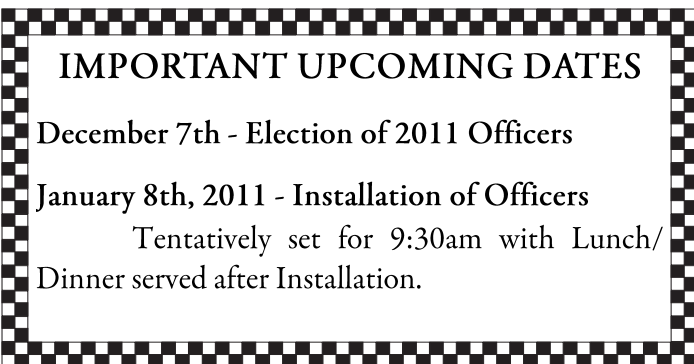 IMPORTANT UPCOMING DATES
December 7th - Election of 2011 Officers
January 8th, 2011 - Installation of Officers
Tentatively set for 9:30am with Lunch/
Dinner served after Installation.